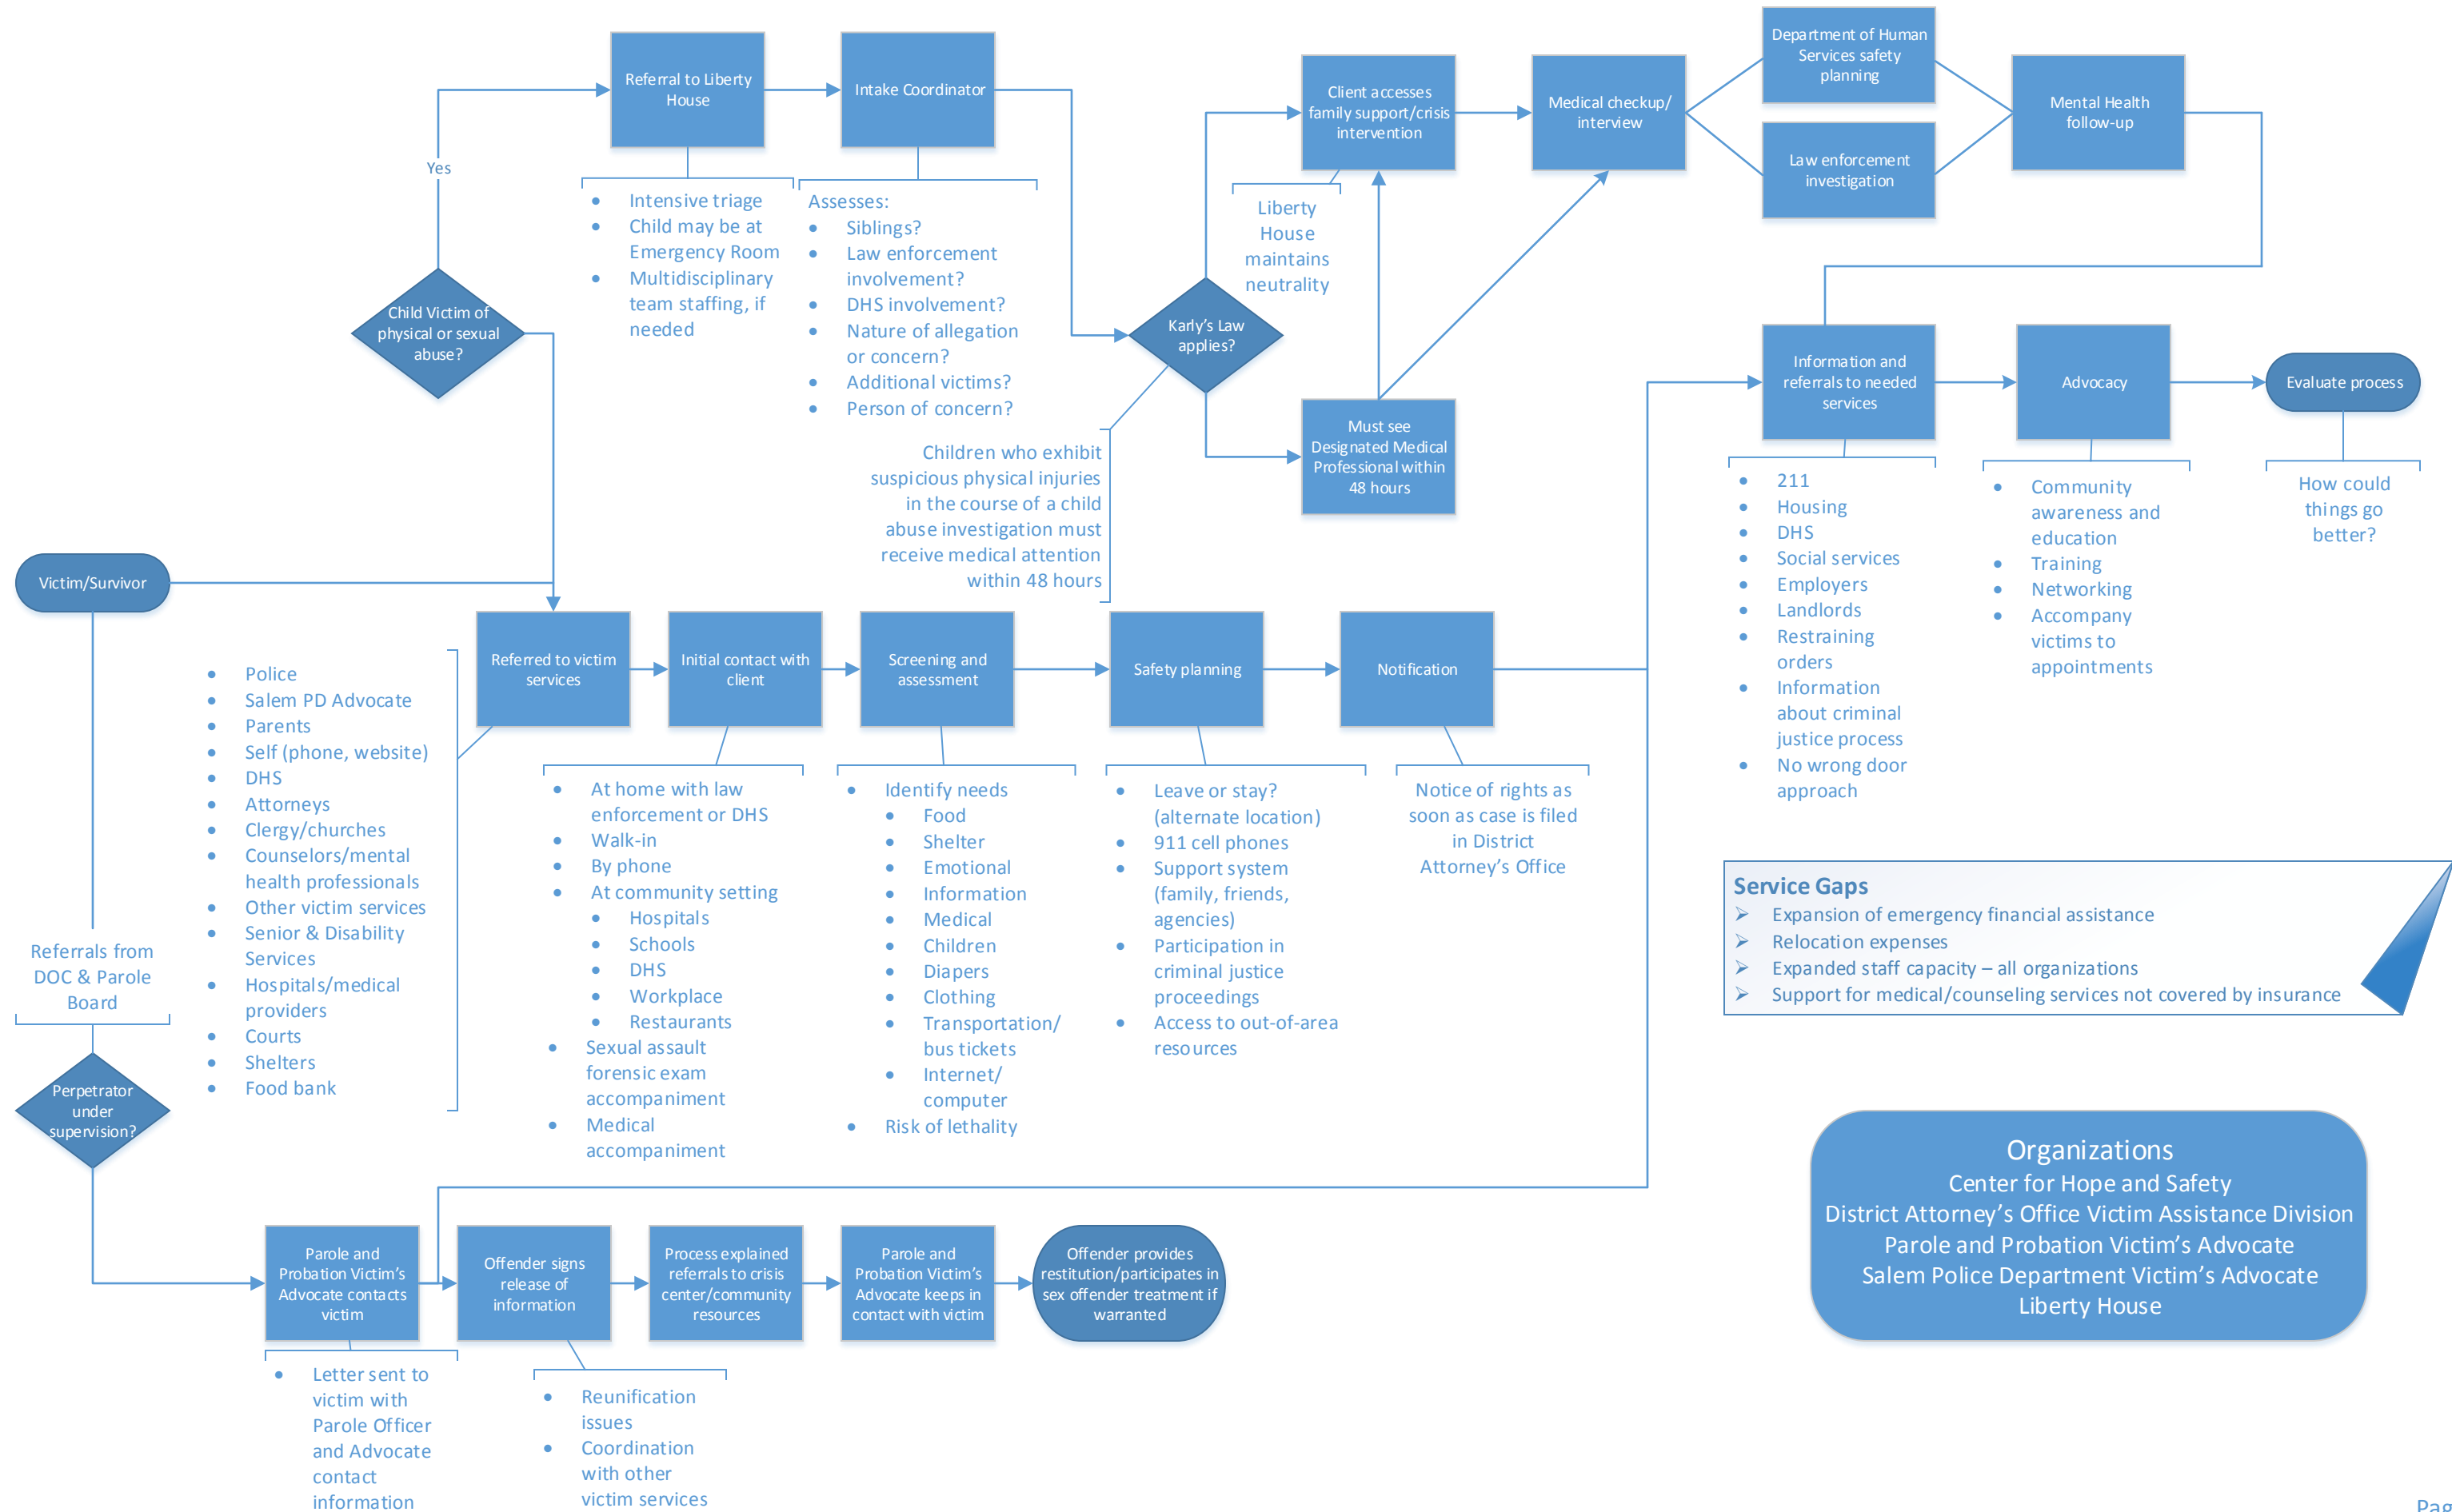 Referral to Liberty
House
Intake Coordinator
Yes
Intensive triage
Child may be at
Emergency Room
Multidisciplinary
team staffing, if
needed
Assesses:
Siblings?
Law enforcement
involvement?
DHS involvement?
Nature of allegation
or concern?
Additional victims?
Person of concern?
Child Victim of
physical or sexual
abuse?
Karly's Law
applies?
Children who exhibit
suspicious physical injuries
in the course of a child
abuse investigation must
receive medical attention
within 48 hours
Client accesses
family support/crisis
intervention
Liberty
House
maintains
neutrality
Must see
Designated Medical
Professional within
48 hours
Medical checkup/
interview
Department of Human
Services safety
planning
Law enforcement
investigation
Mental Health
follow-up
Information and
referrals to needed
services
Advocacy
Evaluate process
211
Housing
DHS
Social services
Employers
Landlords
Restraining
orders
Information
about criminal
justice process
No wrong door
approach
Community
awareness and
education
Training
Networking
Accompany
victims to
appointments
How could
things go
better?
Victim/Survivor
Referred to victim
services
Initial contact with
client
Screening and
assessment
Safety planning
Notification
Police
Salem PD Advocate
Parents
Self (phone, website)
DHS
Attorneys
Clergy/churches
Counselors/mental
health professionals
Other victim services
Senior & Disability
Services
Hospitals/medical
providers
Courts
Shelters
Food bank
At home with law
enforcement or DHS
Walk-in
By phone
At community setting
Hospitals
Schools
DHS
Workplace
Restaurants
Sexual assault
forensic exam
accompaniment
Medical
accompaniment
Identify needs
Food
Shelter
Emotional
Information
Medical
Children
Diapers
Clothing
Transportation/
bus tickets
Internet/
computer
Risk of lethality
Leave or stay?
(alternate location)
911 cell phones
Support system
(family, friends,
agencies)
Participation in
criminal justice
proceedings
Access to out-of-area
resources
Notice of rights as
soon as case is filed
in District
Attorney's Office
Service Gaps
Expansion of emergency financial assistance
Relocation expenses
Expanded staff capacity – all organizations
Support for medical/counseling services not covered by insurance
Referrals from
DOC & Parole
Board
Perpetrator
under
supervision?
Parole and
Probation Victim's
Advocate contacts
victim
Offender signs
release of
information
Process explained
referrals to crisis
center/community
resources
Parole and
Probation Victim's
Advocate keeps in
contact with victim
Offender provides
restitution/participates in
sex offender treatment if
warranted
Letter sent to
victim with
Parole Officer
and Advocate
contact
information
Reunification
issues
Coordination
with other
victim services
Organizations
Center for Hope and Safety
District Attorney's Office Victim Assistance Division
Parole and Probation Victim's Advocate
Salem Police Department Victim's Advocate
Liberty House
Pag